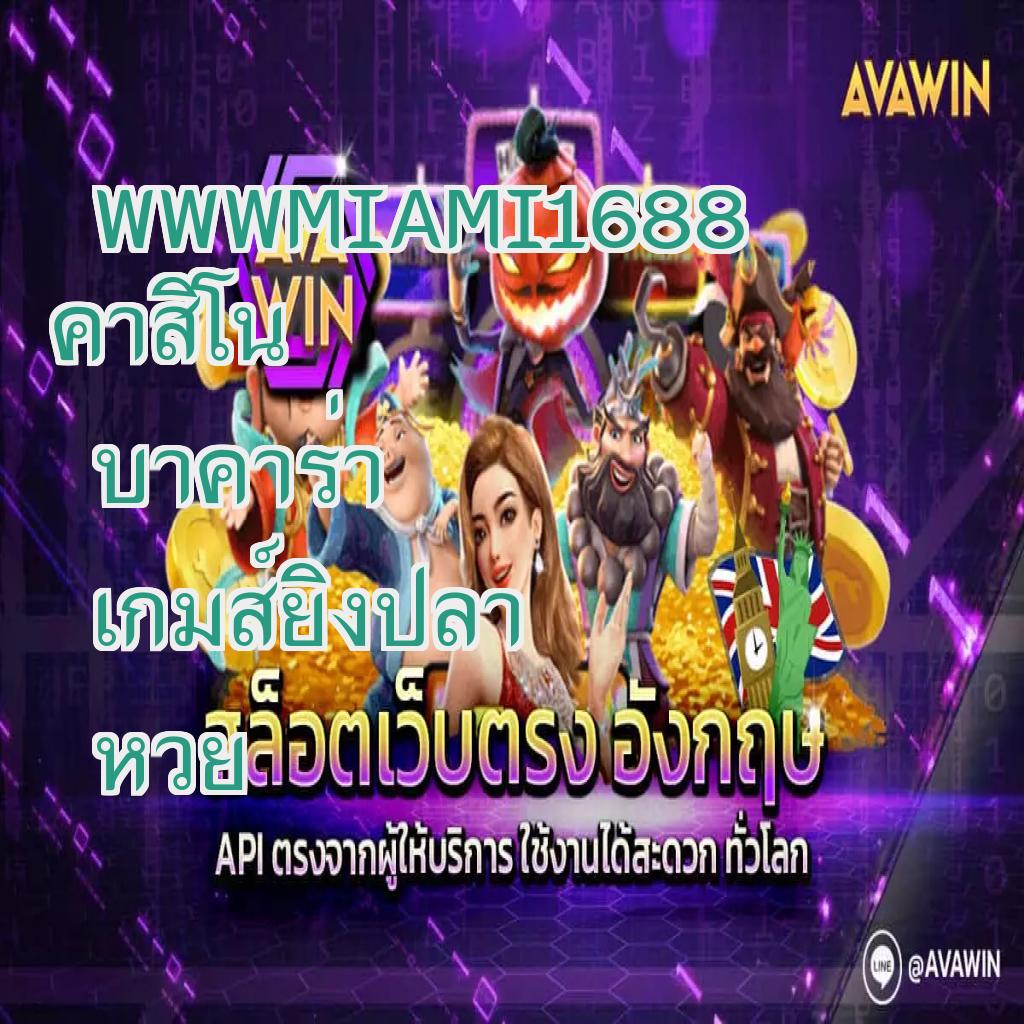 AVAWIN
WWWMIAMI1688
AVA
WIN
คาสิโน
บาคาร่า
เกมส์ยิงปลา
สล็อตเว็บตรง อังกฤษ
หวย
API ตรงจากผู้ให้บริการ ใช้งานได้สะดวก ทั่วโลก
LINE @AVAWIN